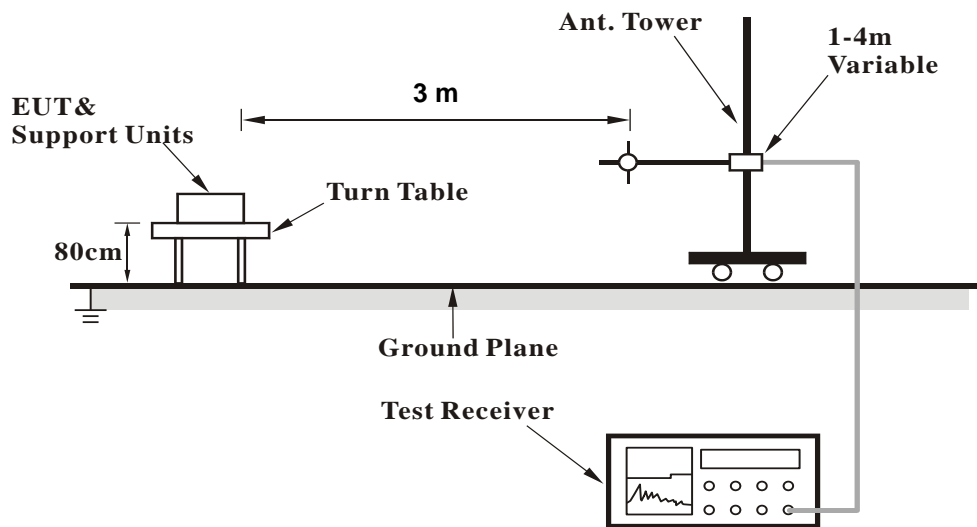 Ant. Tower
1-4m
Variable
3 m
EUT&
Support Units
Turn Table
80cm
Ground Plane
Test Receiver